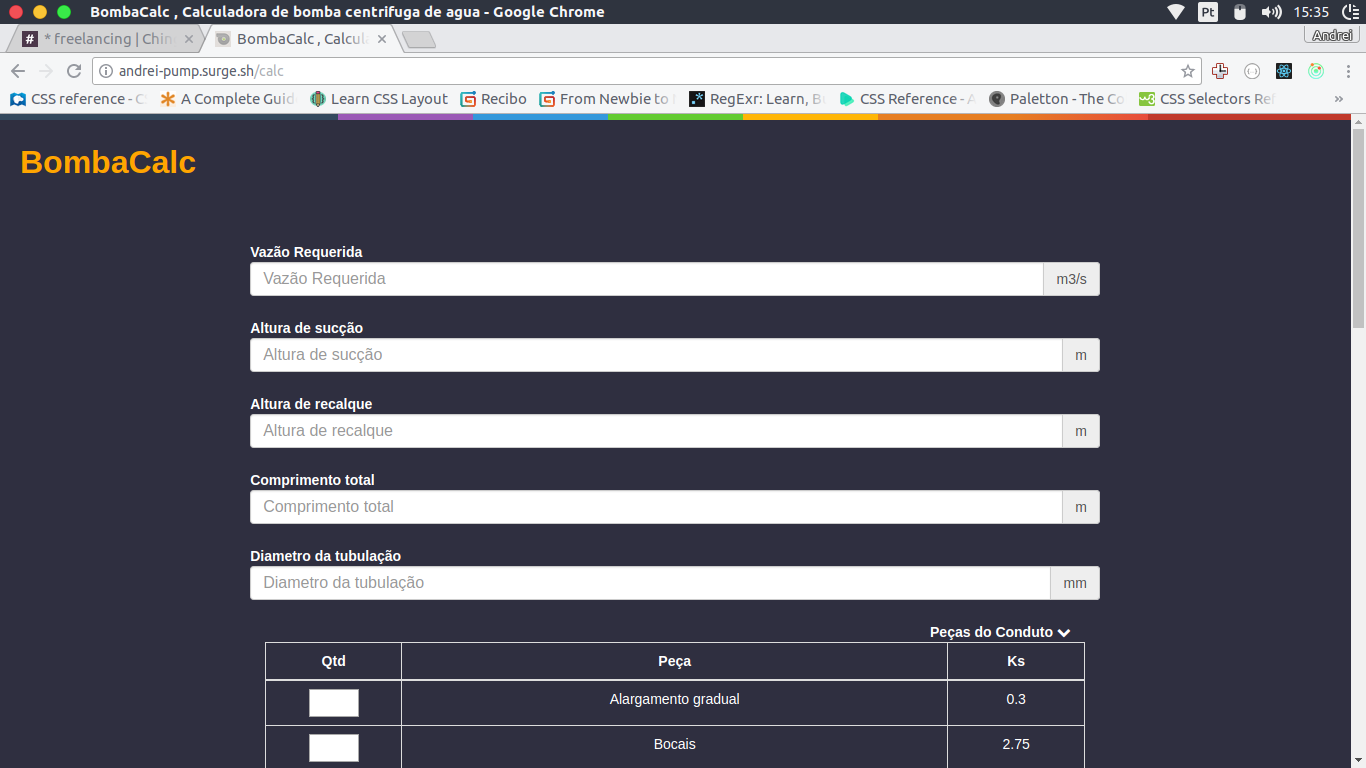 BombaCalc , Calculadora de bomba centrifuga de agua - Google Chrome
Pt
15:35
# * freelancing | Chin
BombaCalc , Calcul
Andrei
andrei-pump.surge.sh/calc
CSS reference - C
A Complete Guid
Learn CSS Layout
Recibo
From Newbie to
RegExr: Learn, B
CSS Reference - A
Paletton - The Co
CSS Selectors Ref
BombaCalc
Vazão Requerida
Vazão Requerida m3/s
Altura de sucção
Altura de sucção m
Altura de recalque
Altura de recalque m
Comprimento total
Comprimento total m
Diametro da tubulação
Diametro da tubulação mm
Peças do Conduto
Qtd Peça Ks
Alargamento gradual 0.3
Bocais 2.75